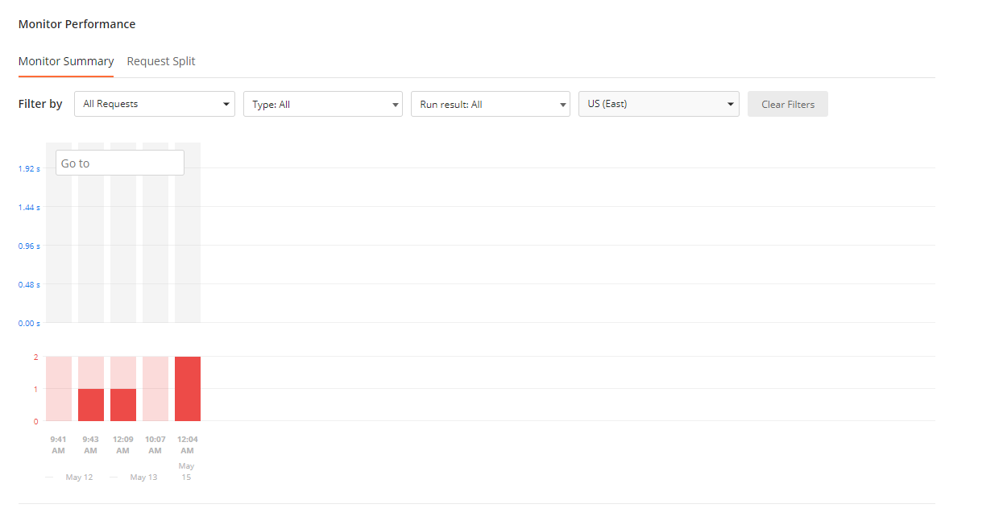 Monitor Performance
Monitor Summary Request Split
Filter by All Requests Type: All Run result: All US (East) Clear Filters
Go to
1.92 s
1.44 s
0.96 s
0.48 s
0.00 s
2
1
0
9:41 9:43 12:09 10:07 12:04
AM AM AM AM AM
May
May 12 May 13 15